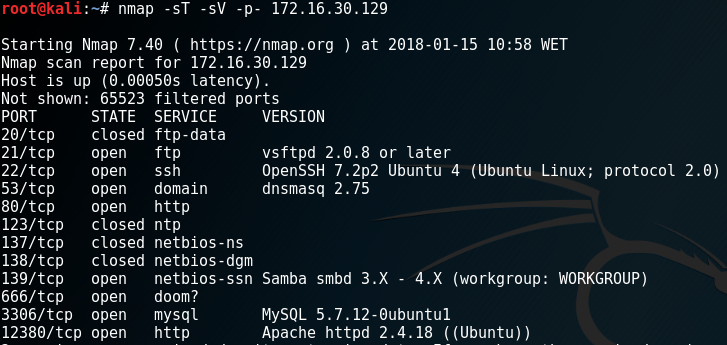 root@kali:~# nmap -sT -sV -p- 172.16.30.129
Starting Nmap 7.40 ( https://nmap.org ) at 2018-01-15 10:58 WET
Nmap scan report for 172.16.30.129
Host is up (0.00050s latency).
Not shown: 65523 filtered ports
PORT STATE SERVICE VERSION
20/tcp closed ftp-data
21/tcp open ftp vsftpd 2.0.8 or later
22/tcp open ssh OpenSSH 7.2p2 Ubuntu 4 (Ubuntu Linux; protocol 2.0)
53/tcp open domain dnsmasq 2.75
80/tcp open http
123/tcp closed ntp
137/tcp closed netbios-ns
138/tcp closed netbios-dgm
139/tcp open netbios-ssn Samba smbd 3.X - 4.X (workgroup: WORKGROUP)
666/tcp open doom?
3306/tcp open mysql MySQL 5.7.12-0ubuntu1
12380/tcp open http Apache httpd 2.4.18 ((Ubuntu))